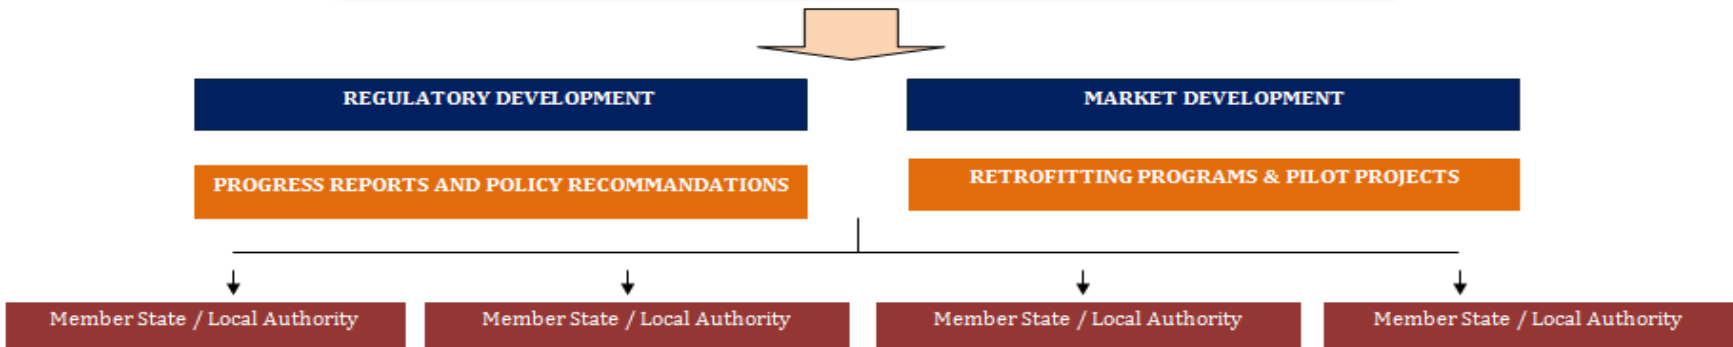 REGULATORY DEVELOPMENT
MARKET DEVELOPMENT
PROGRESS REPORTS AND POLICY RECOMMANDATIONS
RETROFITTING PROGRAMS & PILOT PROJECTS
Member State / Local Authority
Member State / Local Authority
Member State / Local Authority
Member State / Local Authority